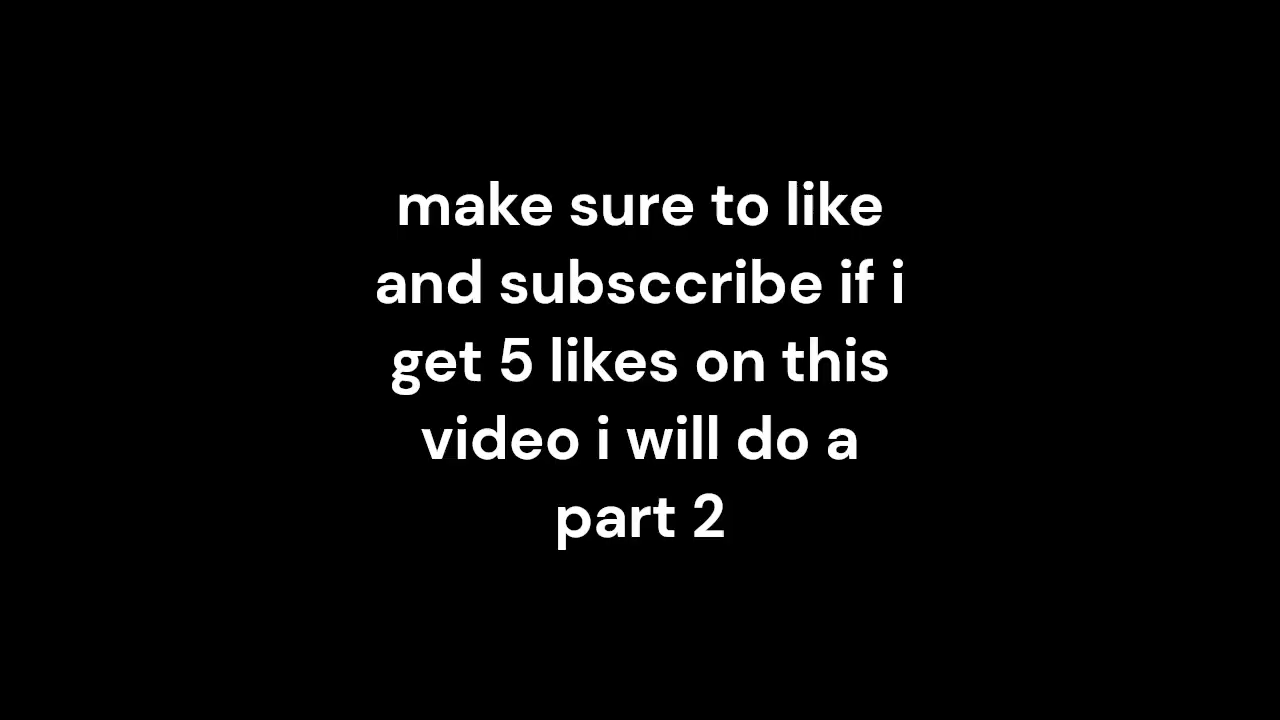 make sure to like
and subsccribe if i
get 5 likes on this
video i will do a
part 2